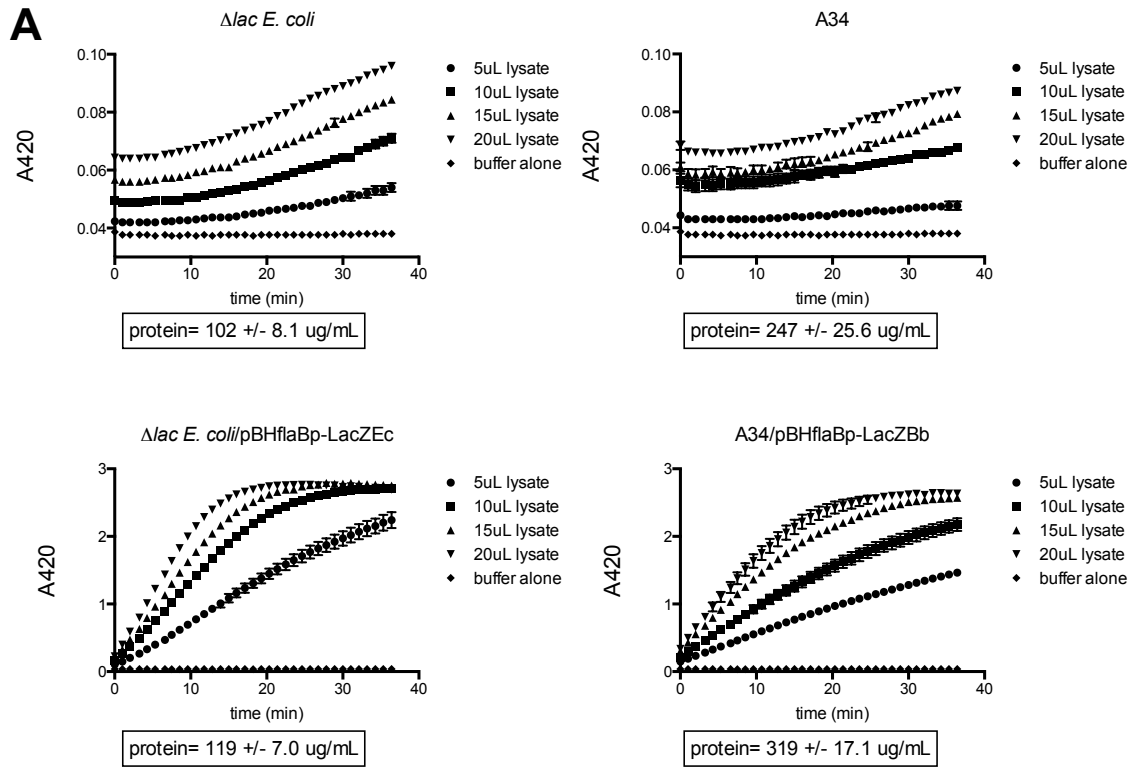 A
Δlac E. coli
0.10
0.08
0.06
0.04
A420
0 10 20 30 40
time (min)
5uL lysate
10uL lysate
15uL lysate
20uL lysate
buffer alone
protein= 102 +/- 8.1 ug/mL
A34
0.10
0.08
0.06
0.04
A420
0 10 20 30 40
time (min)
5uL lysate
10uL lysate
15uL lysate
20uL lysate
buffer alone
protein= 247 +/- 25.6 ug/mL
Δlac E. coli/pBHflaBp-LacZEc
3
2
1
0
A420
0 10 20 30 40
time (min)
5uL lysate
10uL lysate
15uL lysate
20uL lysate
buffer alone
protein= 119 +/- 7.0 ug/mL
A34/pBHflaBp-LacZBb
3
2
1
0
A420
0 10 20 30 40
time (min)
5uL lysate
10uL lysate
15uL lysate
20uL lysate
buffer alone
protein= 319 +/- 17.1 ug/mL